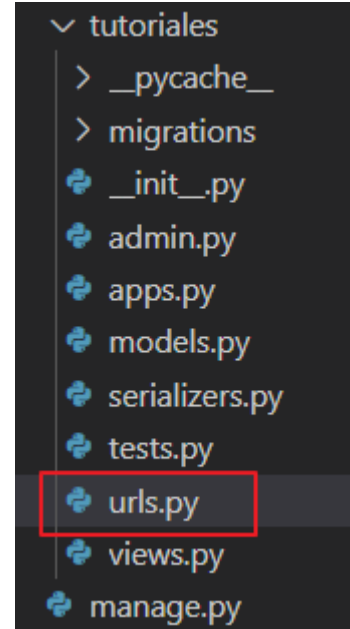 tutoriales
__pycache__
migrations
__init__.py
admin.py
apps.py
models.py
serializers.py
tests.py
urls.py
views.py
manage.py